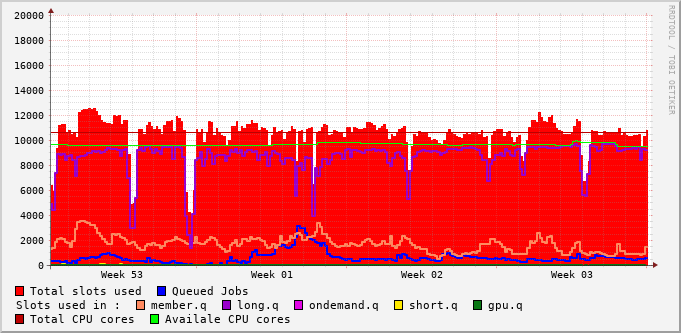 20000
18000
16000
14000
12000
10000
8000
6000
4000
2000
0
Week 53 Week 01 Week 02 Week 03
Total slots used Queued Jobs
Slots used in : member.q long.q ondemand.q short.q gpu.q
Total CPU cores Availale CPU cores
RRDTOOL / TOBI OETIKER